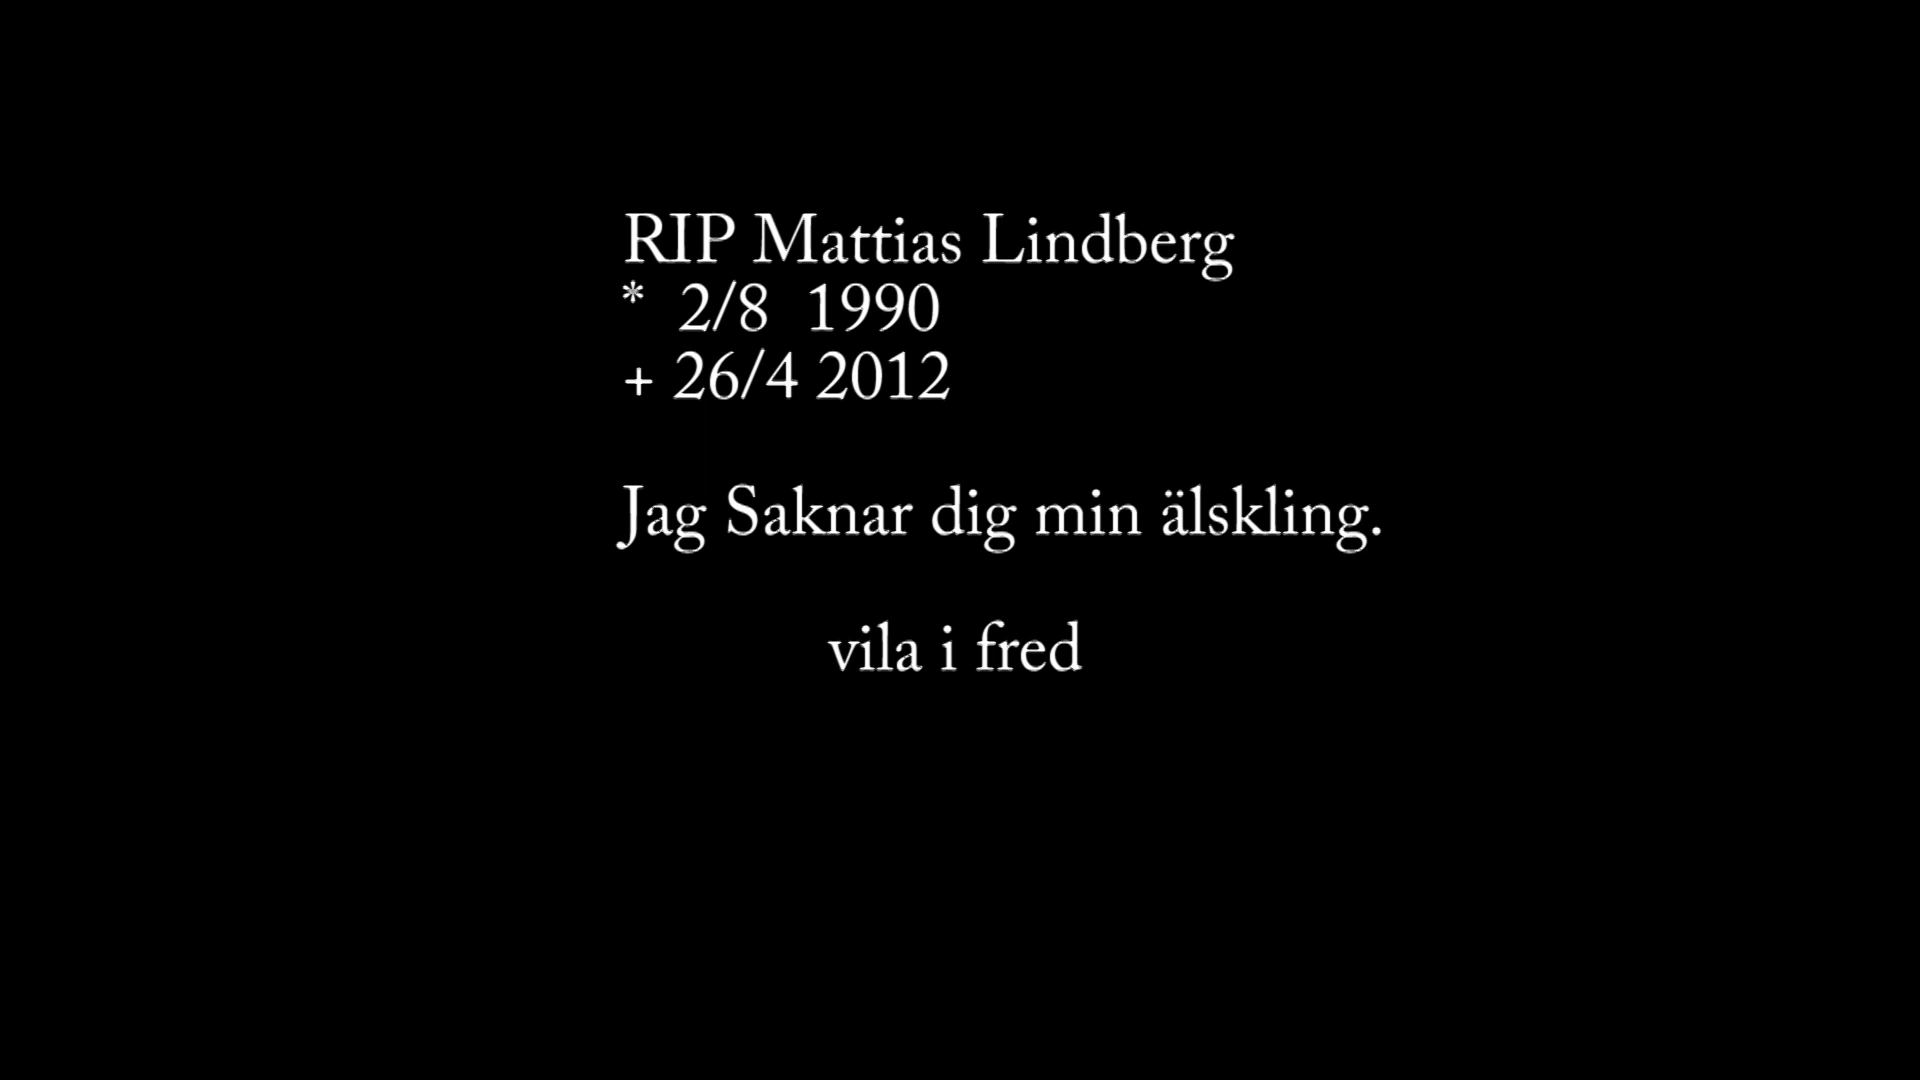 RIP Mattias Lindberg
*  2/8  1990
+ 26/4 2012
Jag Saknar dig min älskling.
vila i fred